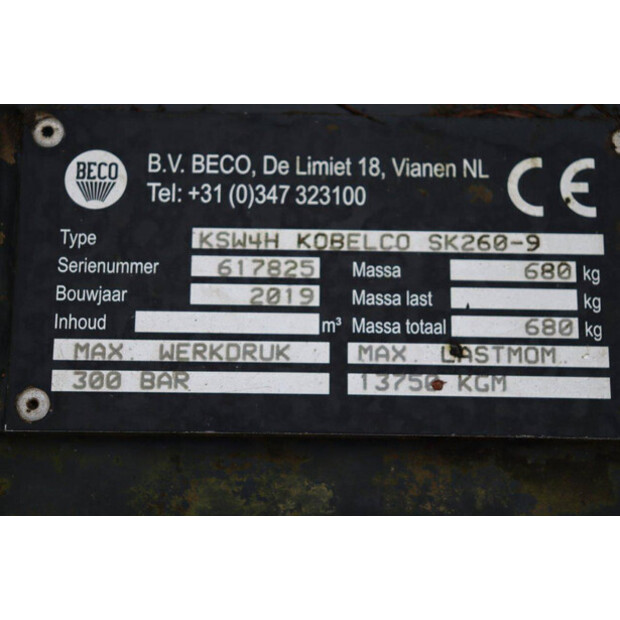 BECO
B.V. BECO, De Limiet 18, Vianen NL
Tel: +31 (0)347 323100
CE
Type KSW4H KOBELCO SK260-9
Serienummer 617825 Massa 680 kg
Bouwjaar 2019 Massa last kg
Inhoud m³ Massa totaal 680 kg
MAX. WERKDRUK MAX. LASTMOM.
300 BAR 13750 KGM